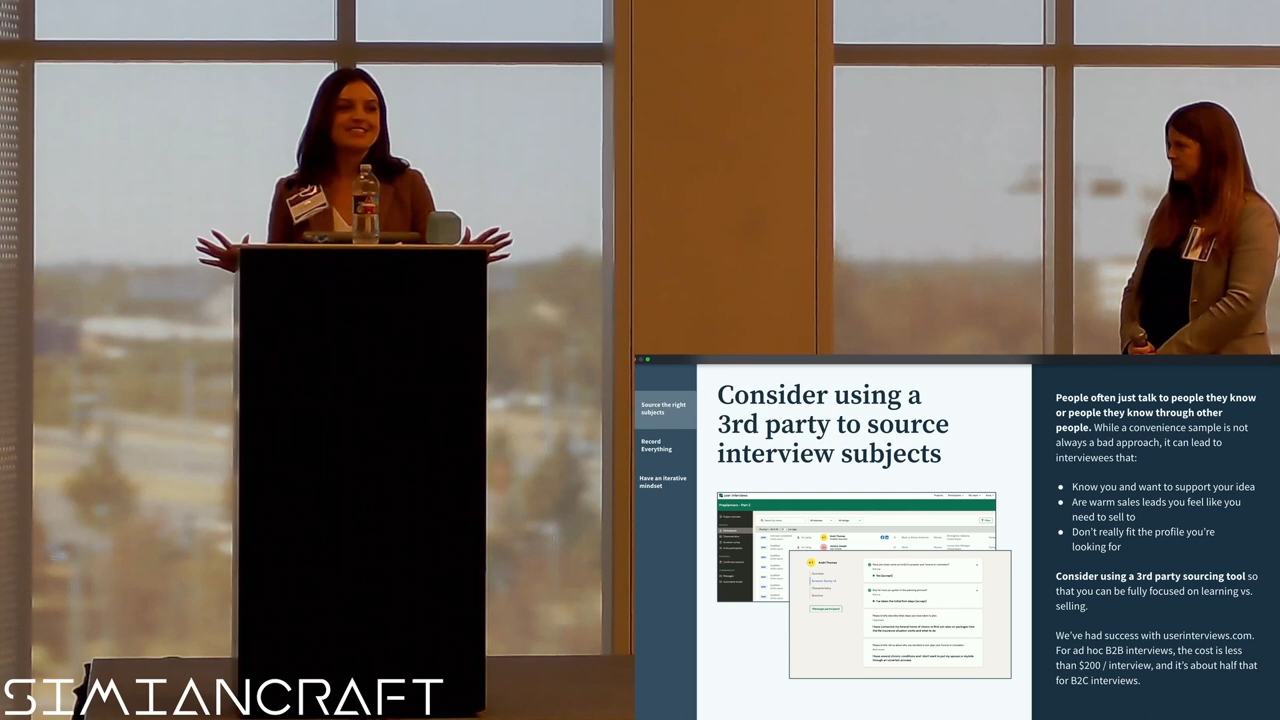 Source the right
subjects
Record
Everything
Have an iterative
mindset
Consider using a
3rd party to source
interview subjects
user interviews
Andi Thomas
People often just talk to people they know
or people they know through other
people. While a convenience sample is not
always a bad approach, it can lead to
interviewees that:
● Know you and want to support your idea
● Are warm sales leads you feel like you
need to sell to
● Don't really fit the profile you're
looking for
Consider using a 3rd party sourcing tool so
that you can be fully focused on learning vs.
selling.
We've had success with userinterviews.com.
For ad hoc B2B interviews, the cost is less
than $200 / interview, and it's about half that
for B2C interviews.
SIMIANCRAFT